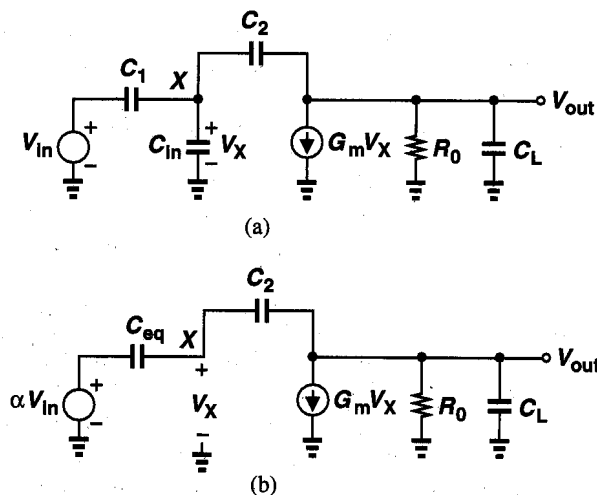 C2
C1
X
Vin
+
−
Cin
+
−
VX
GmVX
R0
CL
Vout
(a)
C2
Ceq
X
αVin
+
−
+
VX
−
GmVX
R0
CL
Vout
(b)